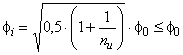 ϕᵢ = √(0,5·(1 + 1/nᵤ))·ϕ₀ ≤ ϕ₀